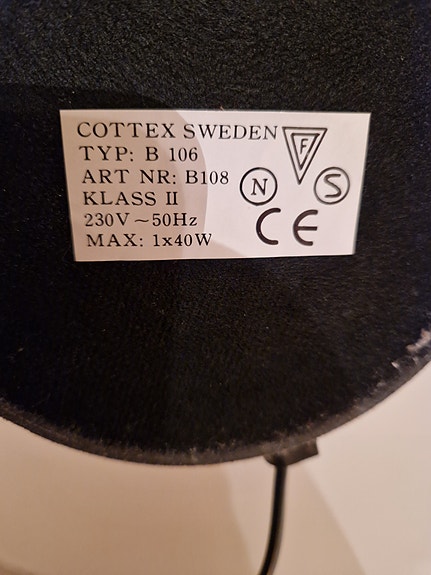 COTTEX SWEDEN
TYP: B 106
ART NR: B108
KLASS II
230V ~ 50Hz
MAX: 1x40W
F
N
S
CE